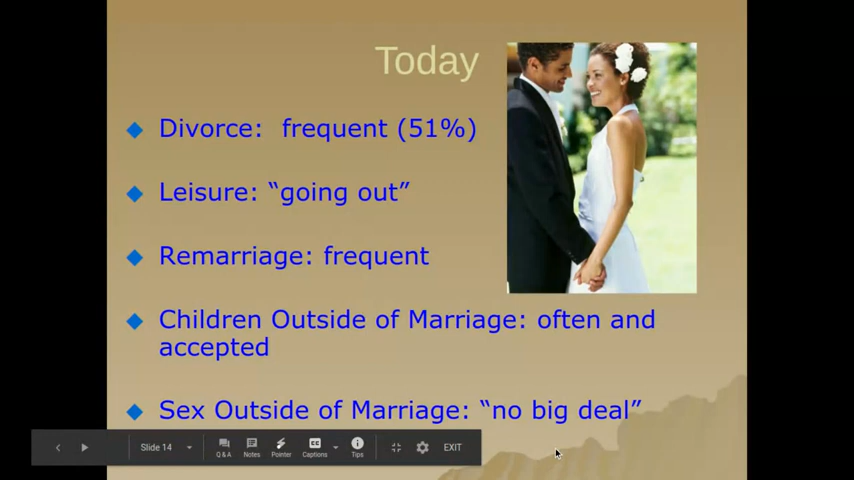 Today
Divorce:  frequent (51%)
Leisure: “going out”
Remarriage: frequent
Children Outside of Marriage: often and
accepted
Sex Outside of Marriage: “no big deal”
Slide 14
Q & A
Notes
Pointer
CC
Captions
Tips
EXIT